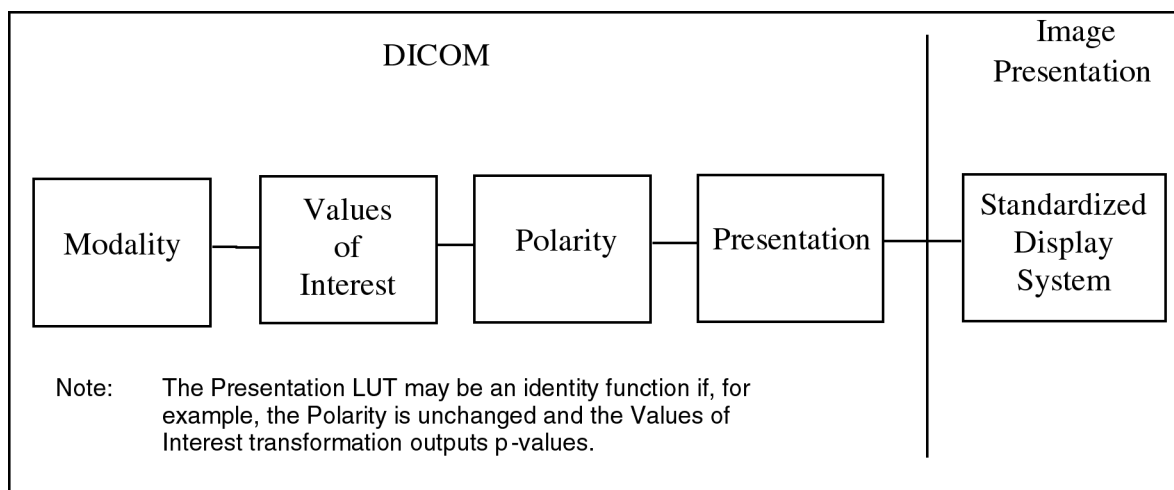 DICOM
Image
Presentation
Modality
Values
of
Interest
Polarity
Presentation
Standardized
Display
System
Note: The Presentation LUT may be an identity function if, for
example, the Polarity is unchanged and the Values of
Interest transformation outputs p-values.